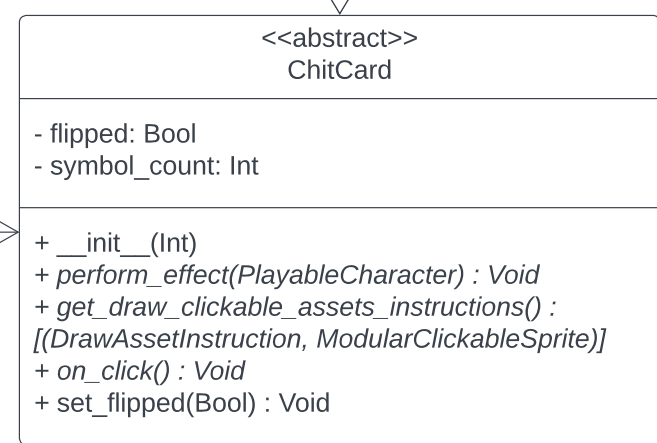 <<abstract>>
ChitCard
- flipped: Bool
- symbol_count: Int
+ __init__(Int)
+ perform_effect(PlayableCharacter) : Void
+ get_draw_clickable_assets_instructions() :
[(DrawAssetInstruction, ModularClickableSprite)]
+ on_click() : Void
+ set_flipped(Bool) : Void